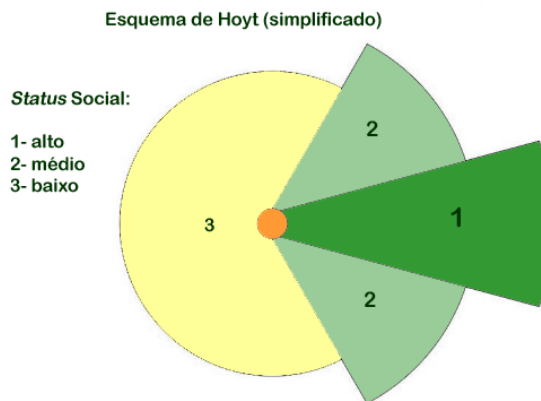 Esquema de Hoyt (simplificado)
Status Social:
1- alto
2- médio
3- baixo
2
3
1
2